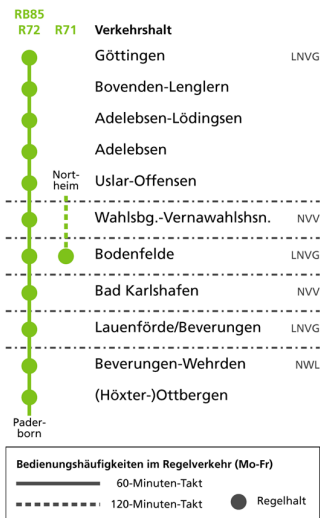 RB85
R72 R71 Verkehrshalt
Göttingen LNVG
Bovenden-Lenglern
Adelebsen-Lödingsen
Adelebsen
Nort-
heim
Uslar-Offensen
Wahlsbg.-Vernawahlshsn. NVV
Bodenfelde LNVG
Bad Karlshafen NVV
Lauenförde/Beverungen LNVG
Beverungen-Wehrden NWL
(Höxter-)Ottbergen
Pader-
born
Bedienungshäufigkeiten im Regelverkehr (Mo-Fr)
60-Minuten-Takt
120-Minuten-Takt Regelhalt